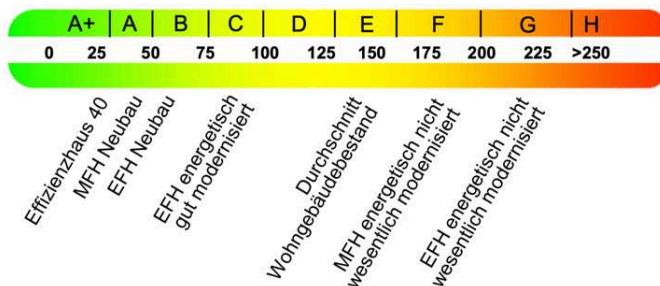 A+ A B C D E F G H
0 25 50 75 100 125 150 175 200 225 >250
Effizienzhaus 40
MFH Neubau
EFH Neubau
EFH energetisch
gut modernisiert
Durchschnitt
Wohngebäudebestand
MFH energetisch nicht
wesentlich modernisiert
EFH energetisch nicht
wesentlich modernisiert